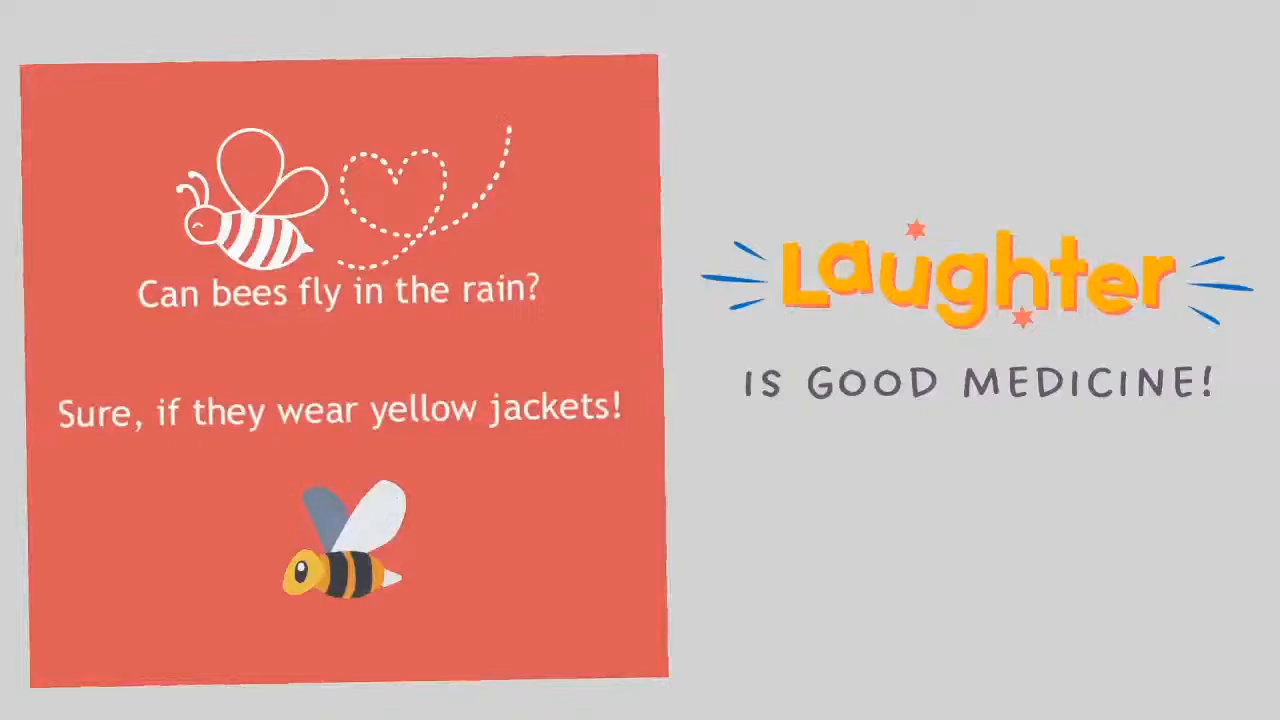 Can bees fly in the rain?
Sure, if they wear yellow jackets!
Laughter
IS GOOD MEDICINE!